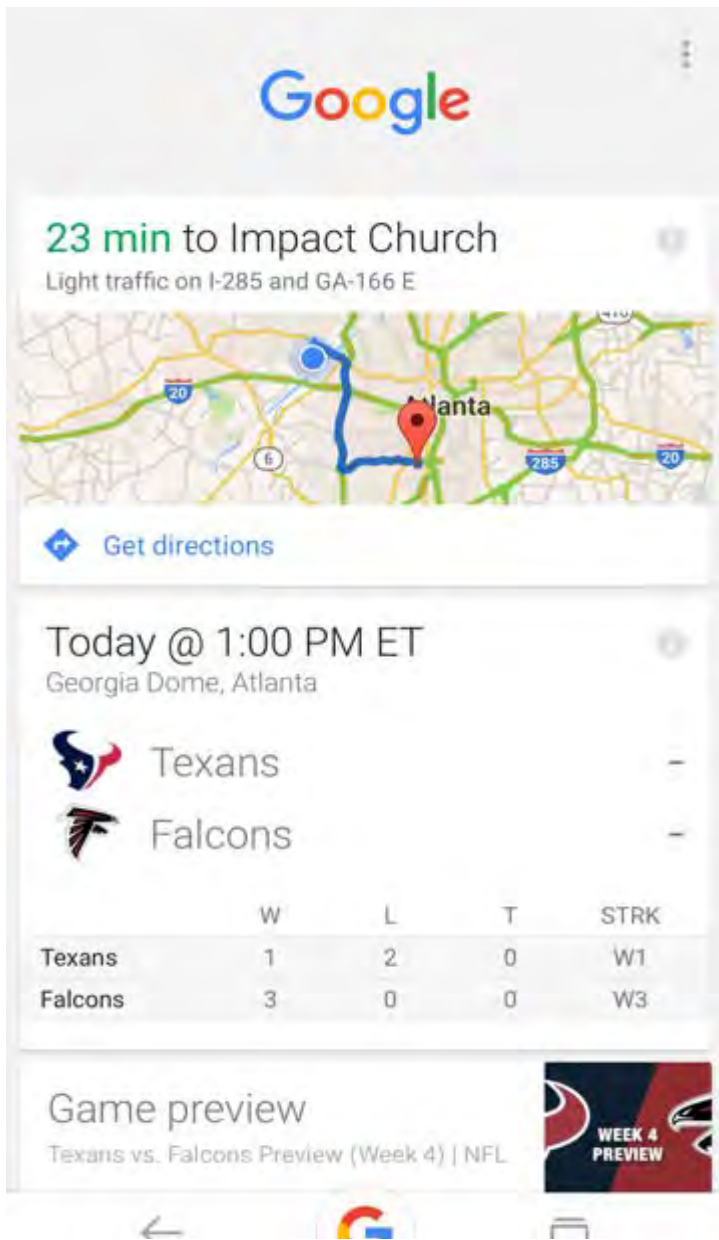 Google
23 min to Impact Church
Light traffic on I-285 and GA-166 E
20
6
285
20
Get directions
Today @ 1:00 PM ET
Georgia Dome, Atlanta
Texans –
Falcons –
W L T STRK
Texans 1 2 0 W1
Falcons 3 0 0 W3
Game preview
Texans vs. Falcons Preview (Week 4) | NFL
WEEK 4
PREVIEW
G